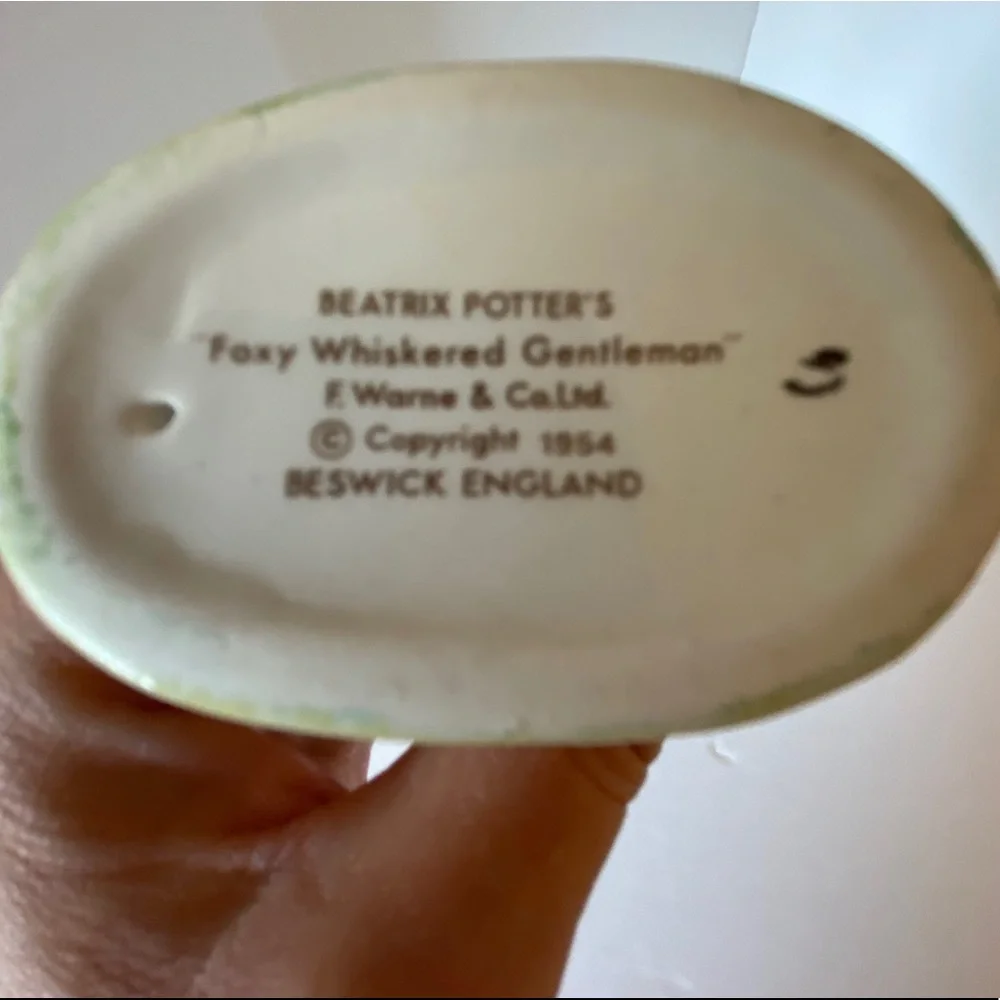 BEATRIX POTTER'S
"Foxy Whiskered Gentleman"
F. Warne & Co.Ltd.
© Copyright 1954
BESWICK ENGLAND